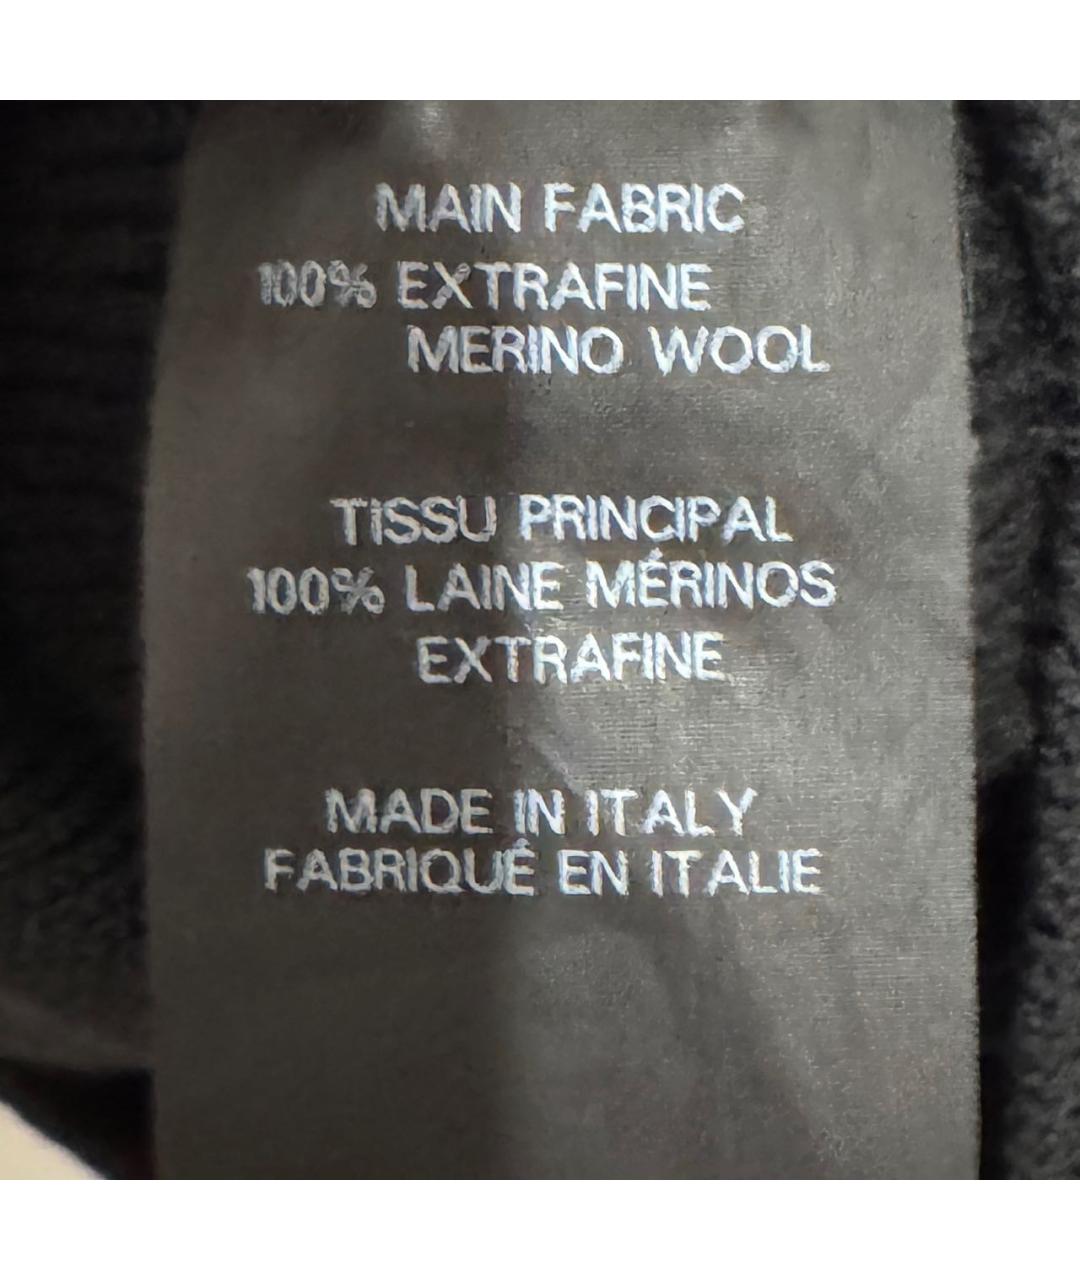 MAIN FABRIC
100% EXTRAFINE
MERINO WOOL
TISSU PRINCIPAL
100% LAINE MÉRINOS
EXTRAFINE
MADE IN ITALY
FABRIQUÉ EN ITALIE